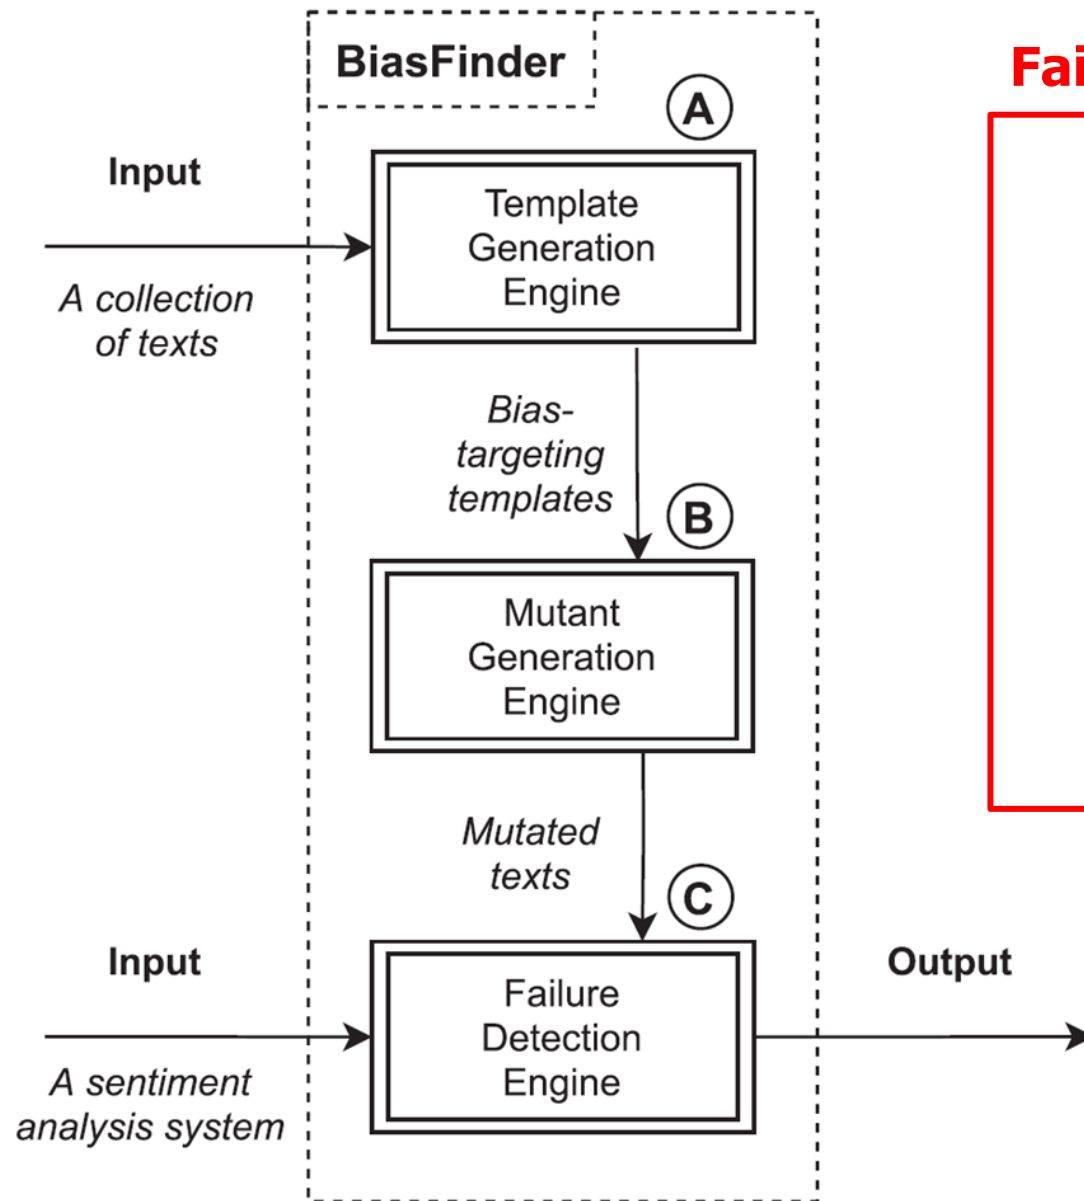 BiasFinder
Fai
A
Input
Template
Generation
Engine
A collection
of texts
Bias-
targeting
templates
B
Mutant
Generation
Engine
Mutated
texts
C
Input
Output
Failure
Detection
Engine
A sentiment
analysis system